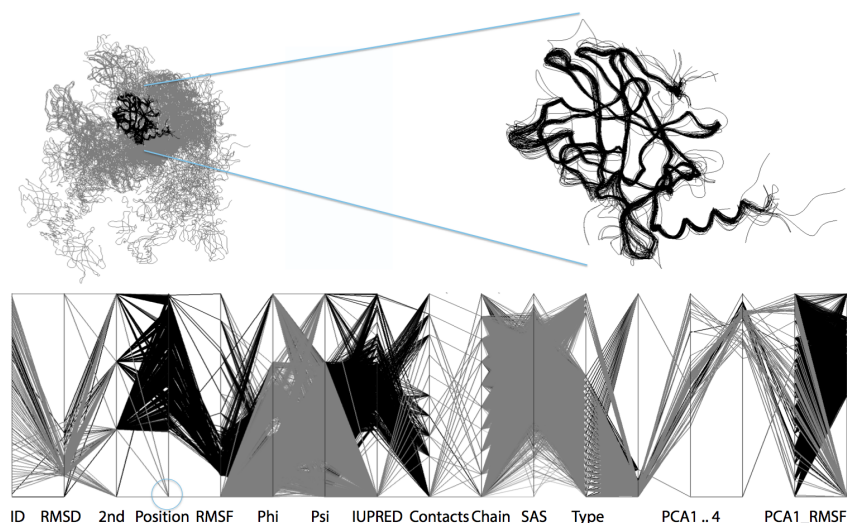 ID RMSD 2nd Position RMSF Phi Psi IUPRED Contacts Chain SAS Type PCA1 .. 4 PCA1_RMSF